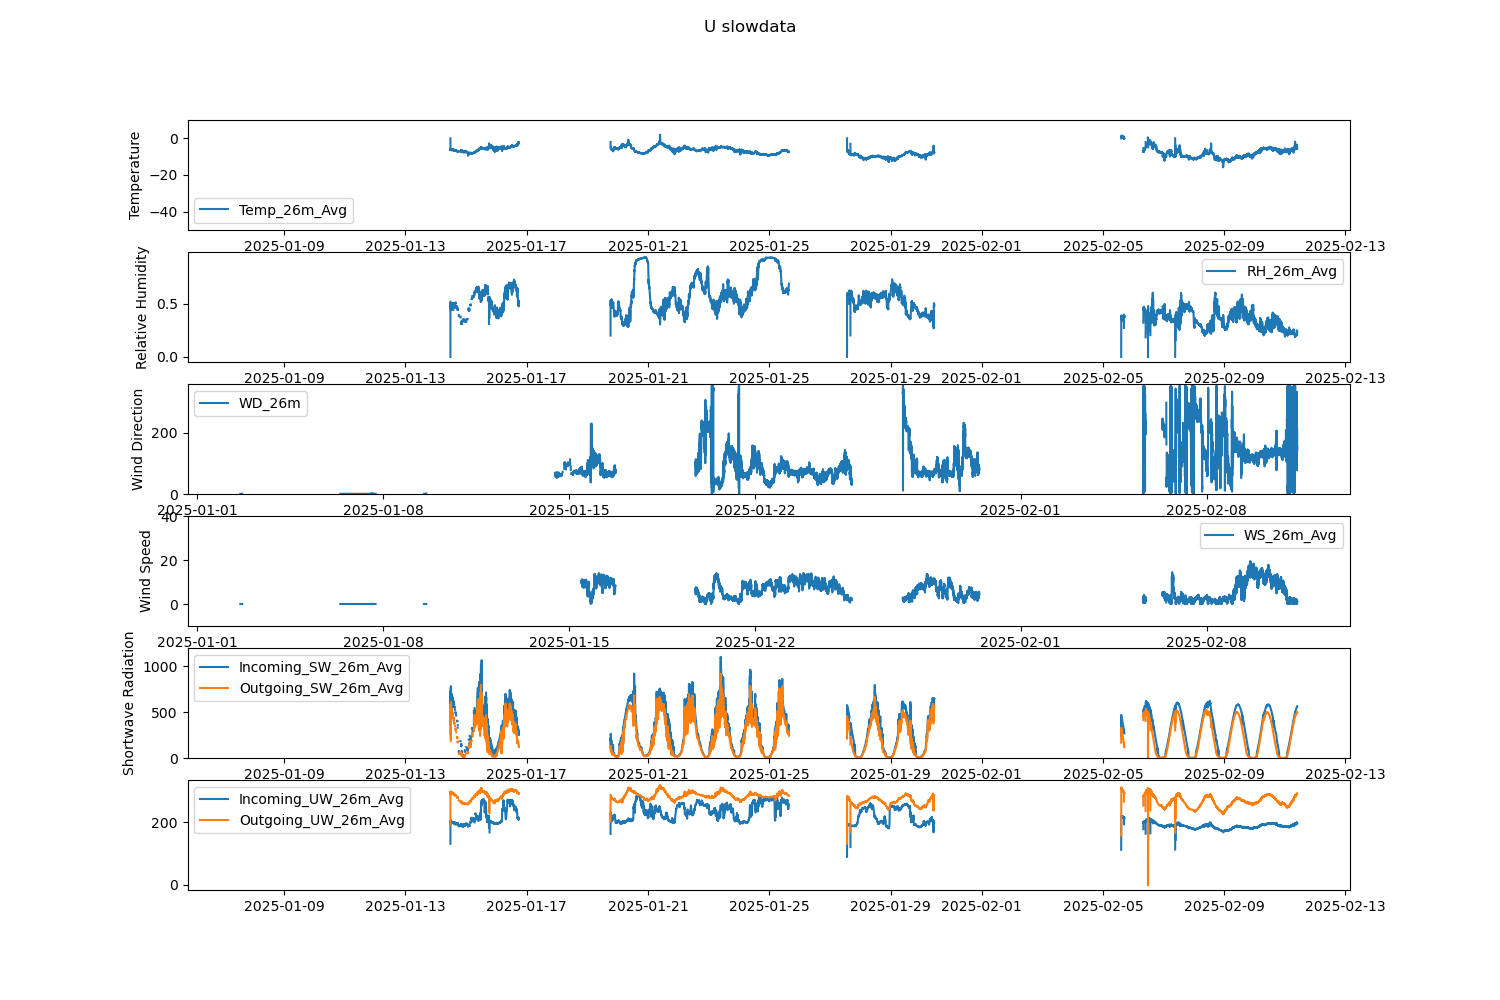 U slowdata
Temperature
0
−20
−40
Temp_26m_Avg
2025-01-09 2025-01-13 2025-01-17 2025-01-21 2025-01-25 2025-01-29 2025-02-01 2025-02-05 2025-02-09 2025-02-13
Relative Humidity
0.5
0.0
RH_26m_Avg
2025-01-09 2025-01-13 2025-01-17 2025-01-21 2025-01-25 2025-01-29 2025-02-01 2025-02-05 2025-02-09 2025-02-13
Wind Direction
200
0
WD_26m
2025-01-01 2025-01-08 2025-01-15 2025-01-22 2025-02-01 2025-02-08
Wind Speed
40
20
0
WS_26m_Avg
2025-01-01 2025-01-08 2025-01-15 2025-01-22 2025-02-01 2025-02-08
Shortwave Radiation
1000
500
0
Incoming_SW_26m_Avg
Outgoing_SW_26m_Avg
2025-01-09 2025-01-13 2025-01-17 2025-01-21 2025-01-25 2025-01-29 2025-02-01 2025-02-05 2025-02-09 2025-02-13
200
0
Incoming_UW_26m_Avg
Outgoing_UW_26m_Avg
2025-01-09 2025-01-13 2025-01-17 2025-01-21 2025-01-25 2025-01-29 2025-02-01 2025-02-05 2025-02-09 2025-02-13